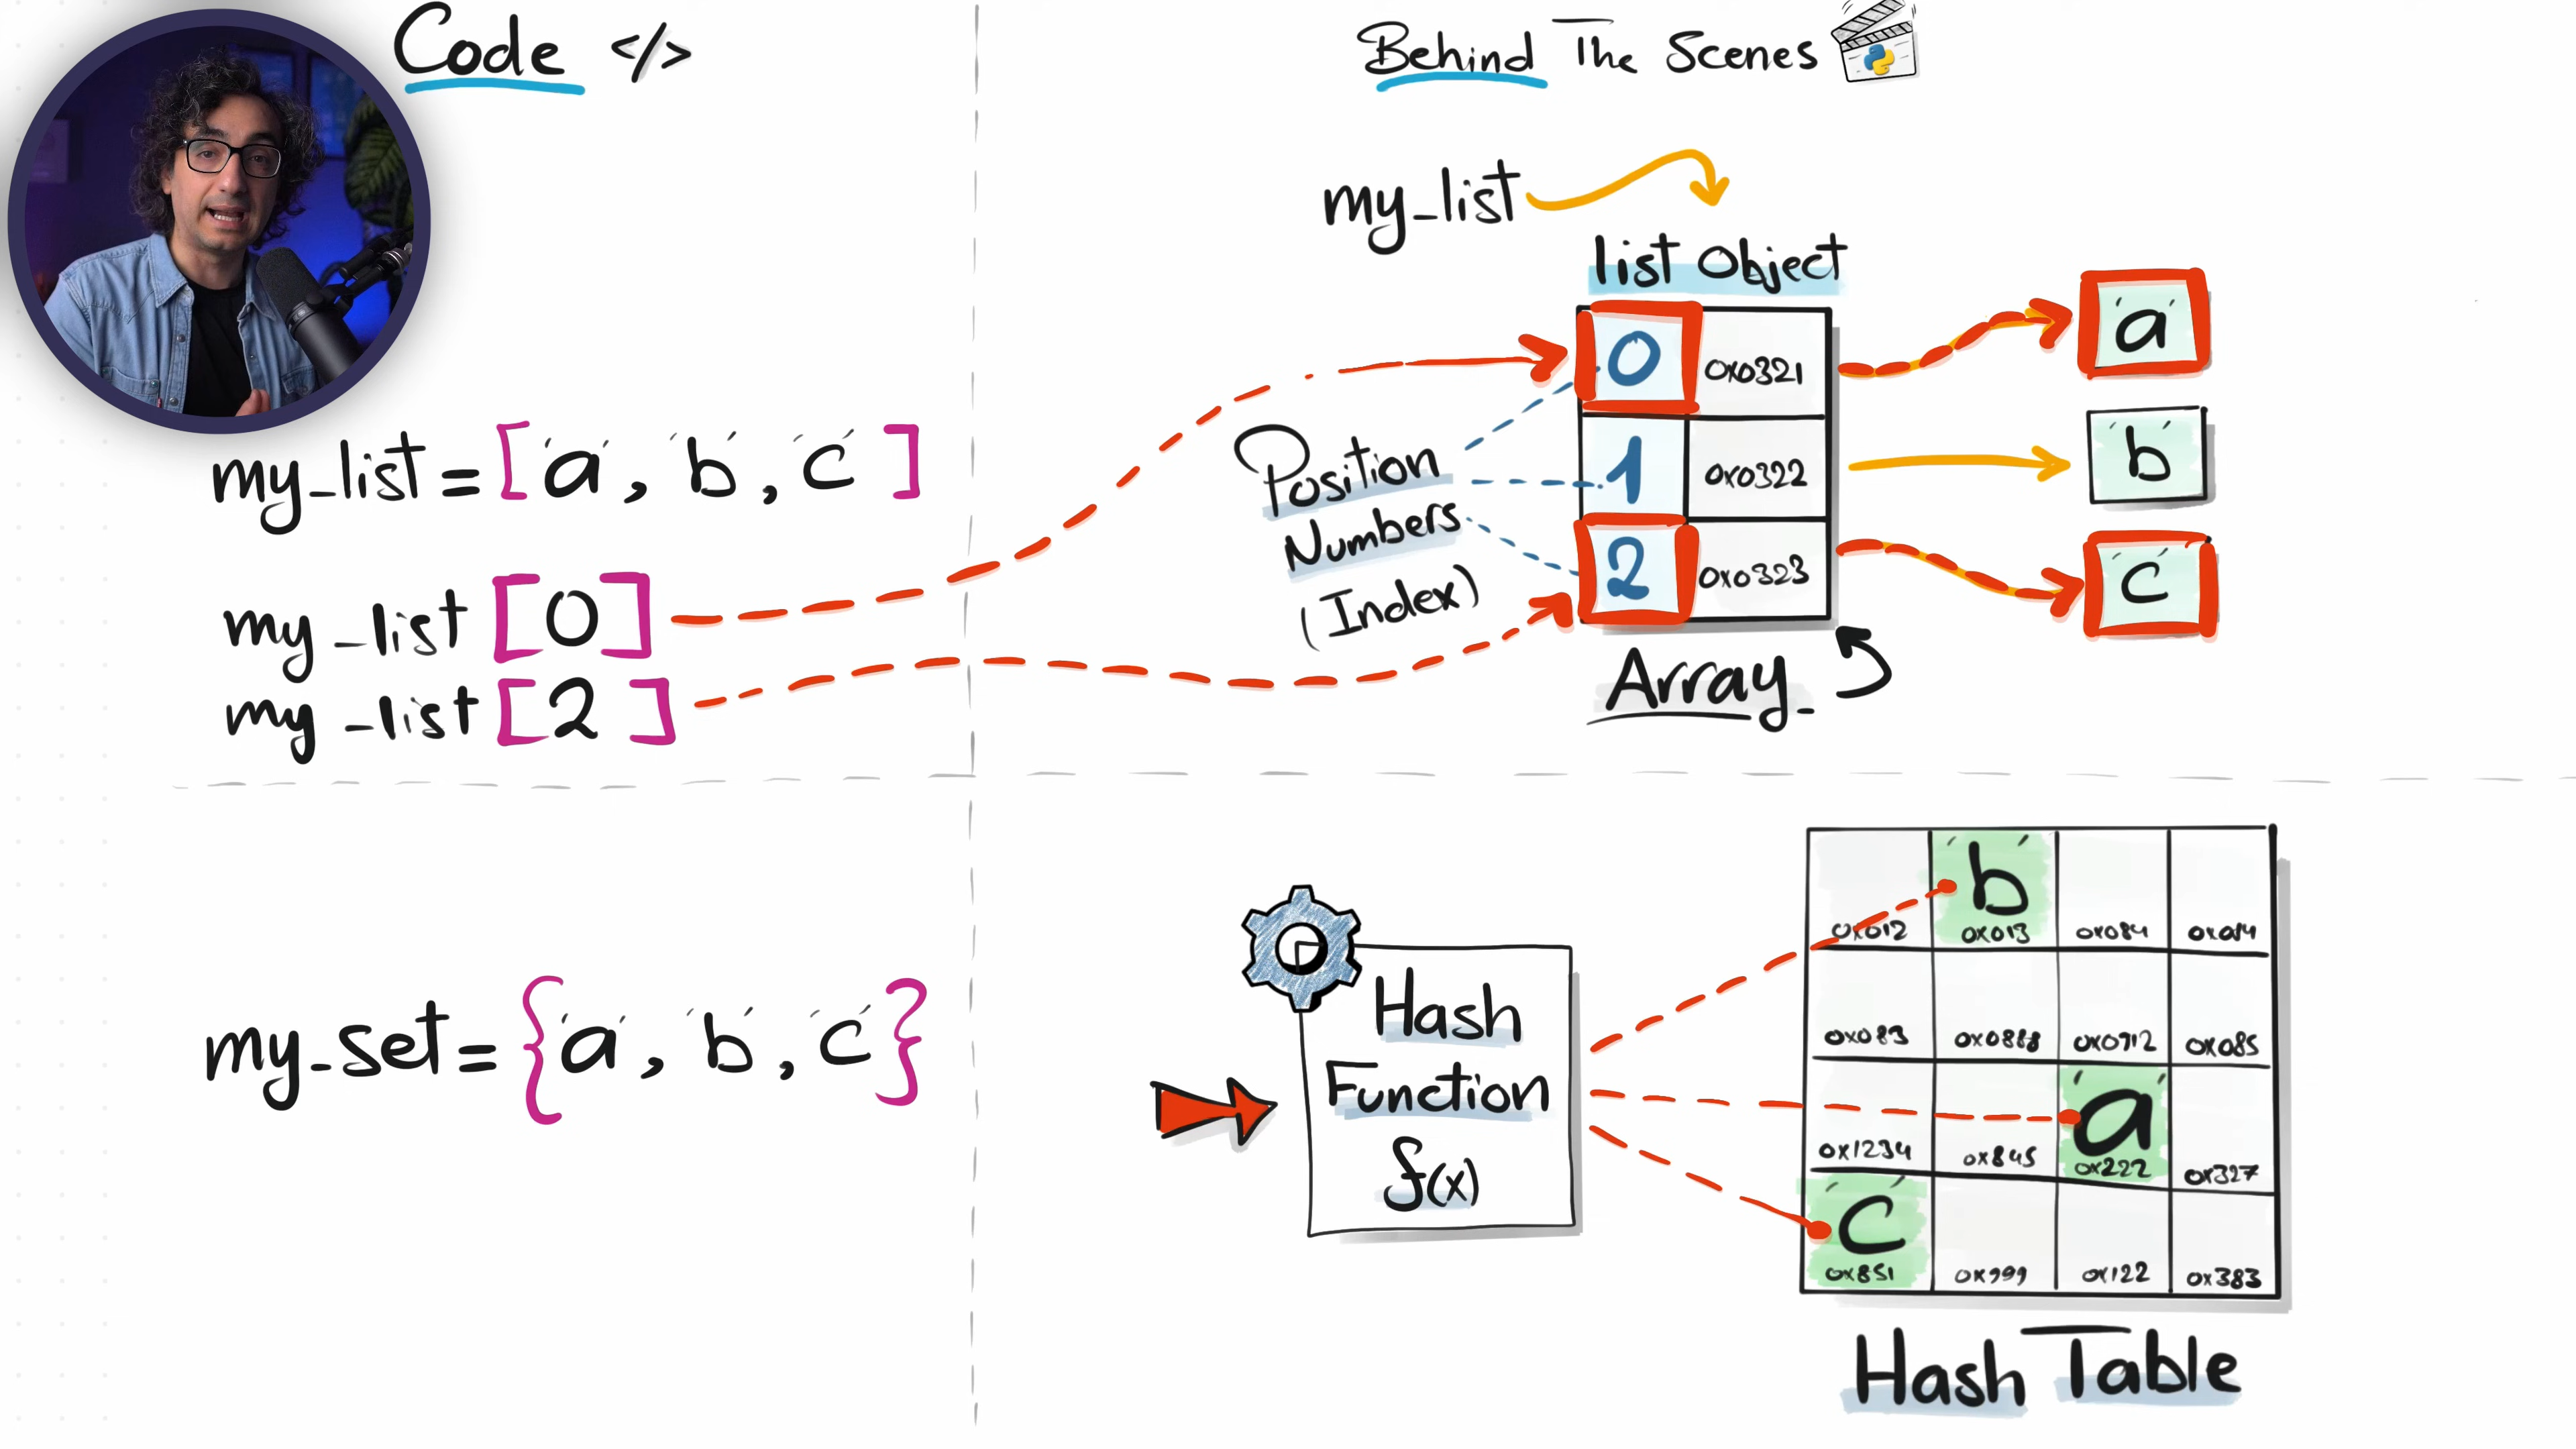 Code </>
Behind The Scenes
my_list
list Object
my_list = ['a', 'b', 'c']
my_list [0]
my_list [2]
Position
Numbers
(Index)
0 0x0321
1 0x0322
2 0x0323
'a'
'b'
'c'
Array
my_set = {'a', 'b', 'c'}
Hash
Function
f(x)
'b'
0x012 0x013 0x084 0x014
0x083 0x0888 0x0912 0x085
'a'
0x1234 0x845 0x222 0x327
'c'
0x851 0x999 0x122 0x383
Hash Table